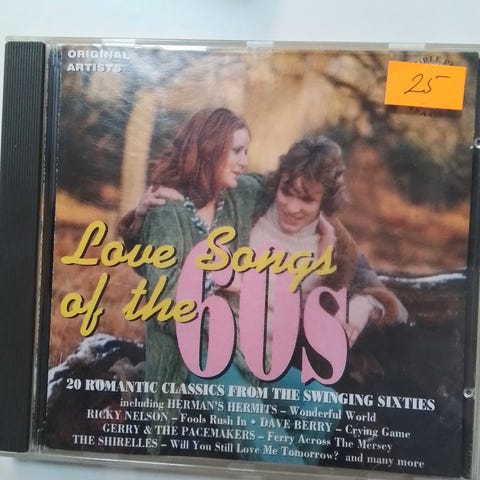 ORIGINAL
ARTISTS
25
Love Songs
of the 60s
20 ROMANTIC CLASSICS FROM THE SWINGING SIXTIES
including HERMAN'S HERMITS – Wonderful World
RICKY NELSON – Fools Rush In • DAVE BERRY – Crying Game
GERRY & THE PACEMAKERS – Ferry Across The Mersey
THE SHIRELLES – Will You Still Love Me Tomorrow? and many more